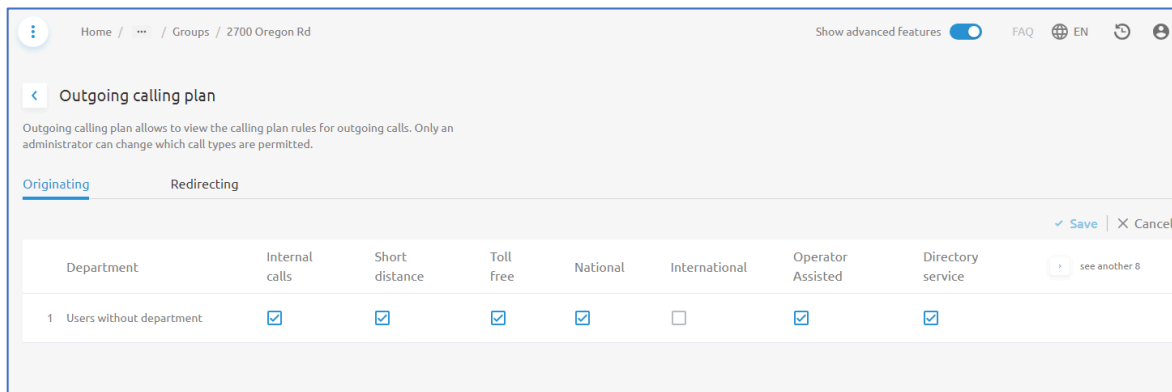 Home / ... / Groups / 2700 Oregon Rd
Show advanced features
FAQ
EN
Outgoing calling plan
Outgoing calling plan allows to view the calling plan rules for outgoing calls. Only an
administrator can change which call types are permitted.
Originating
Redirecting
Save | Cancel
Department
Internal
calls
Short
distance
Toll
free
National
International
Operator
Assisted
Directory
service
see another 8
1 Users without department